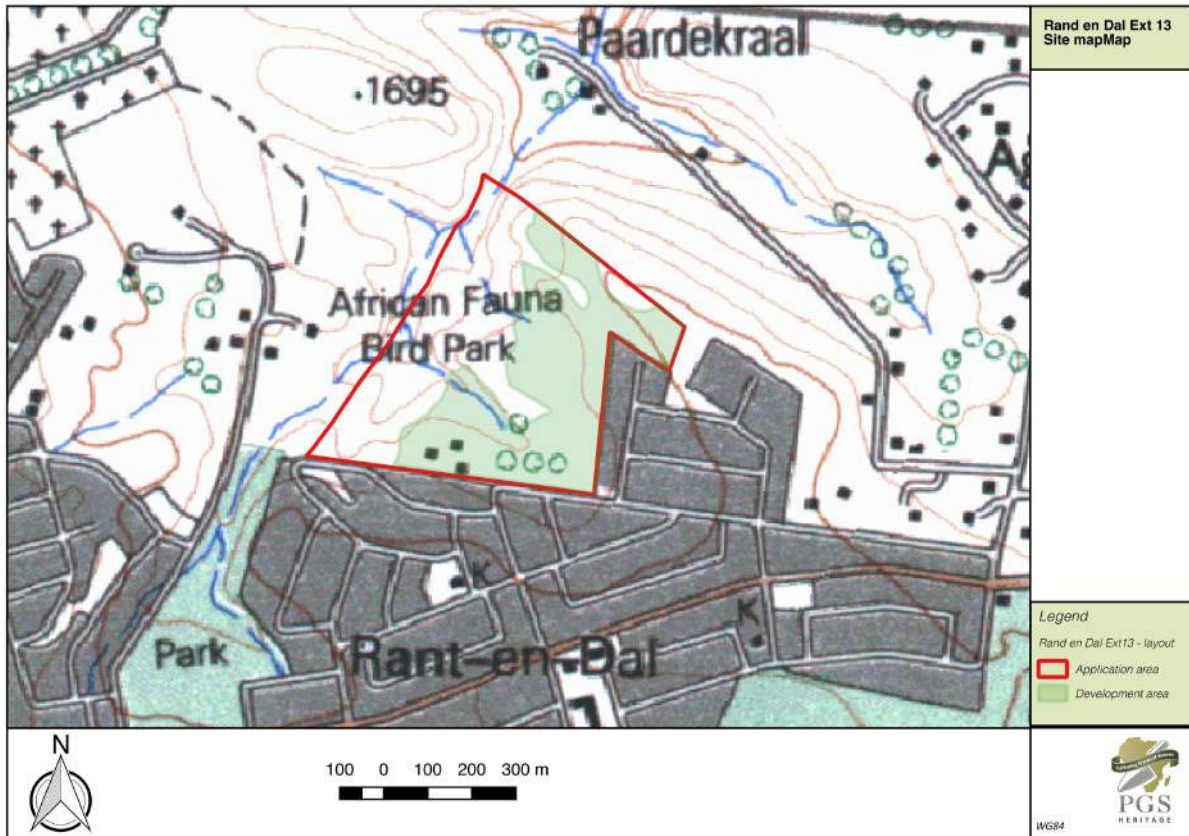 Rand en Dal Ext 13
Site mapMap
Paardekraal
1695
African Fauna
Bird Park
K
K
Park
Rant-en-Dal
Legend
Rand en Dal Ext13 - layout
Application area
Development area
N
100 0 100 200 300 m
PGS
HERITAGE
WG84